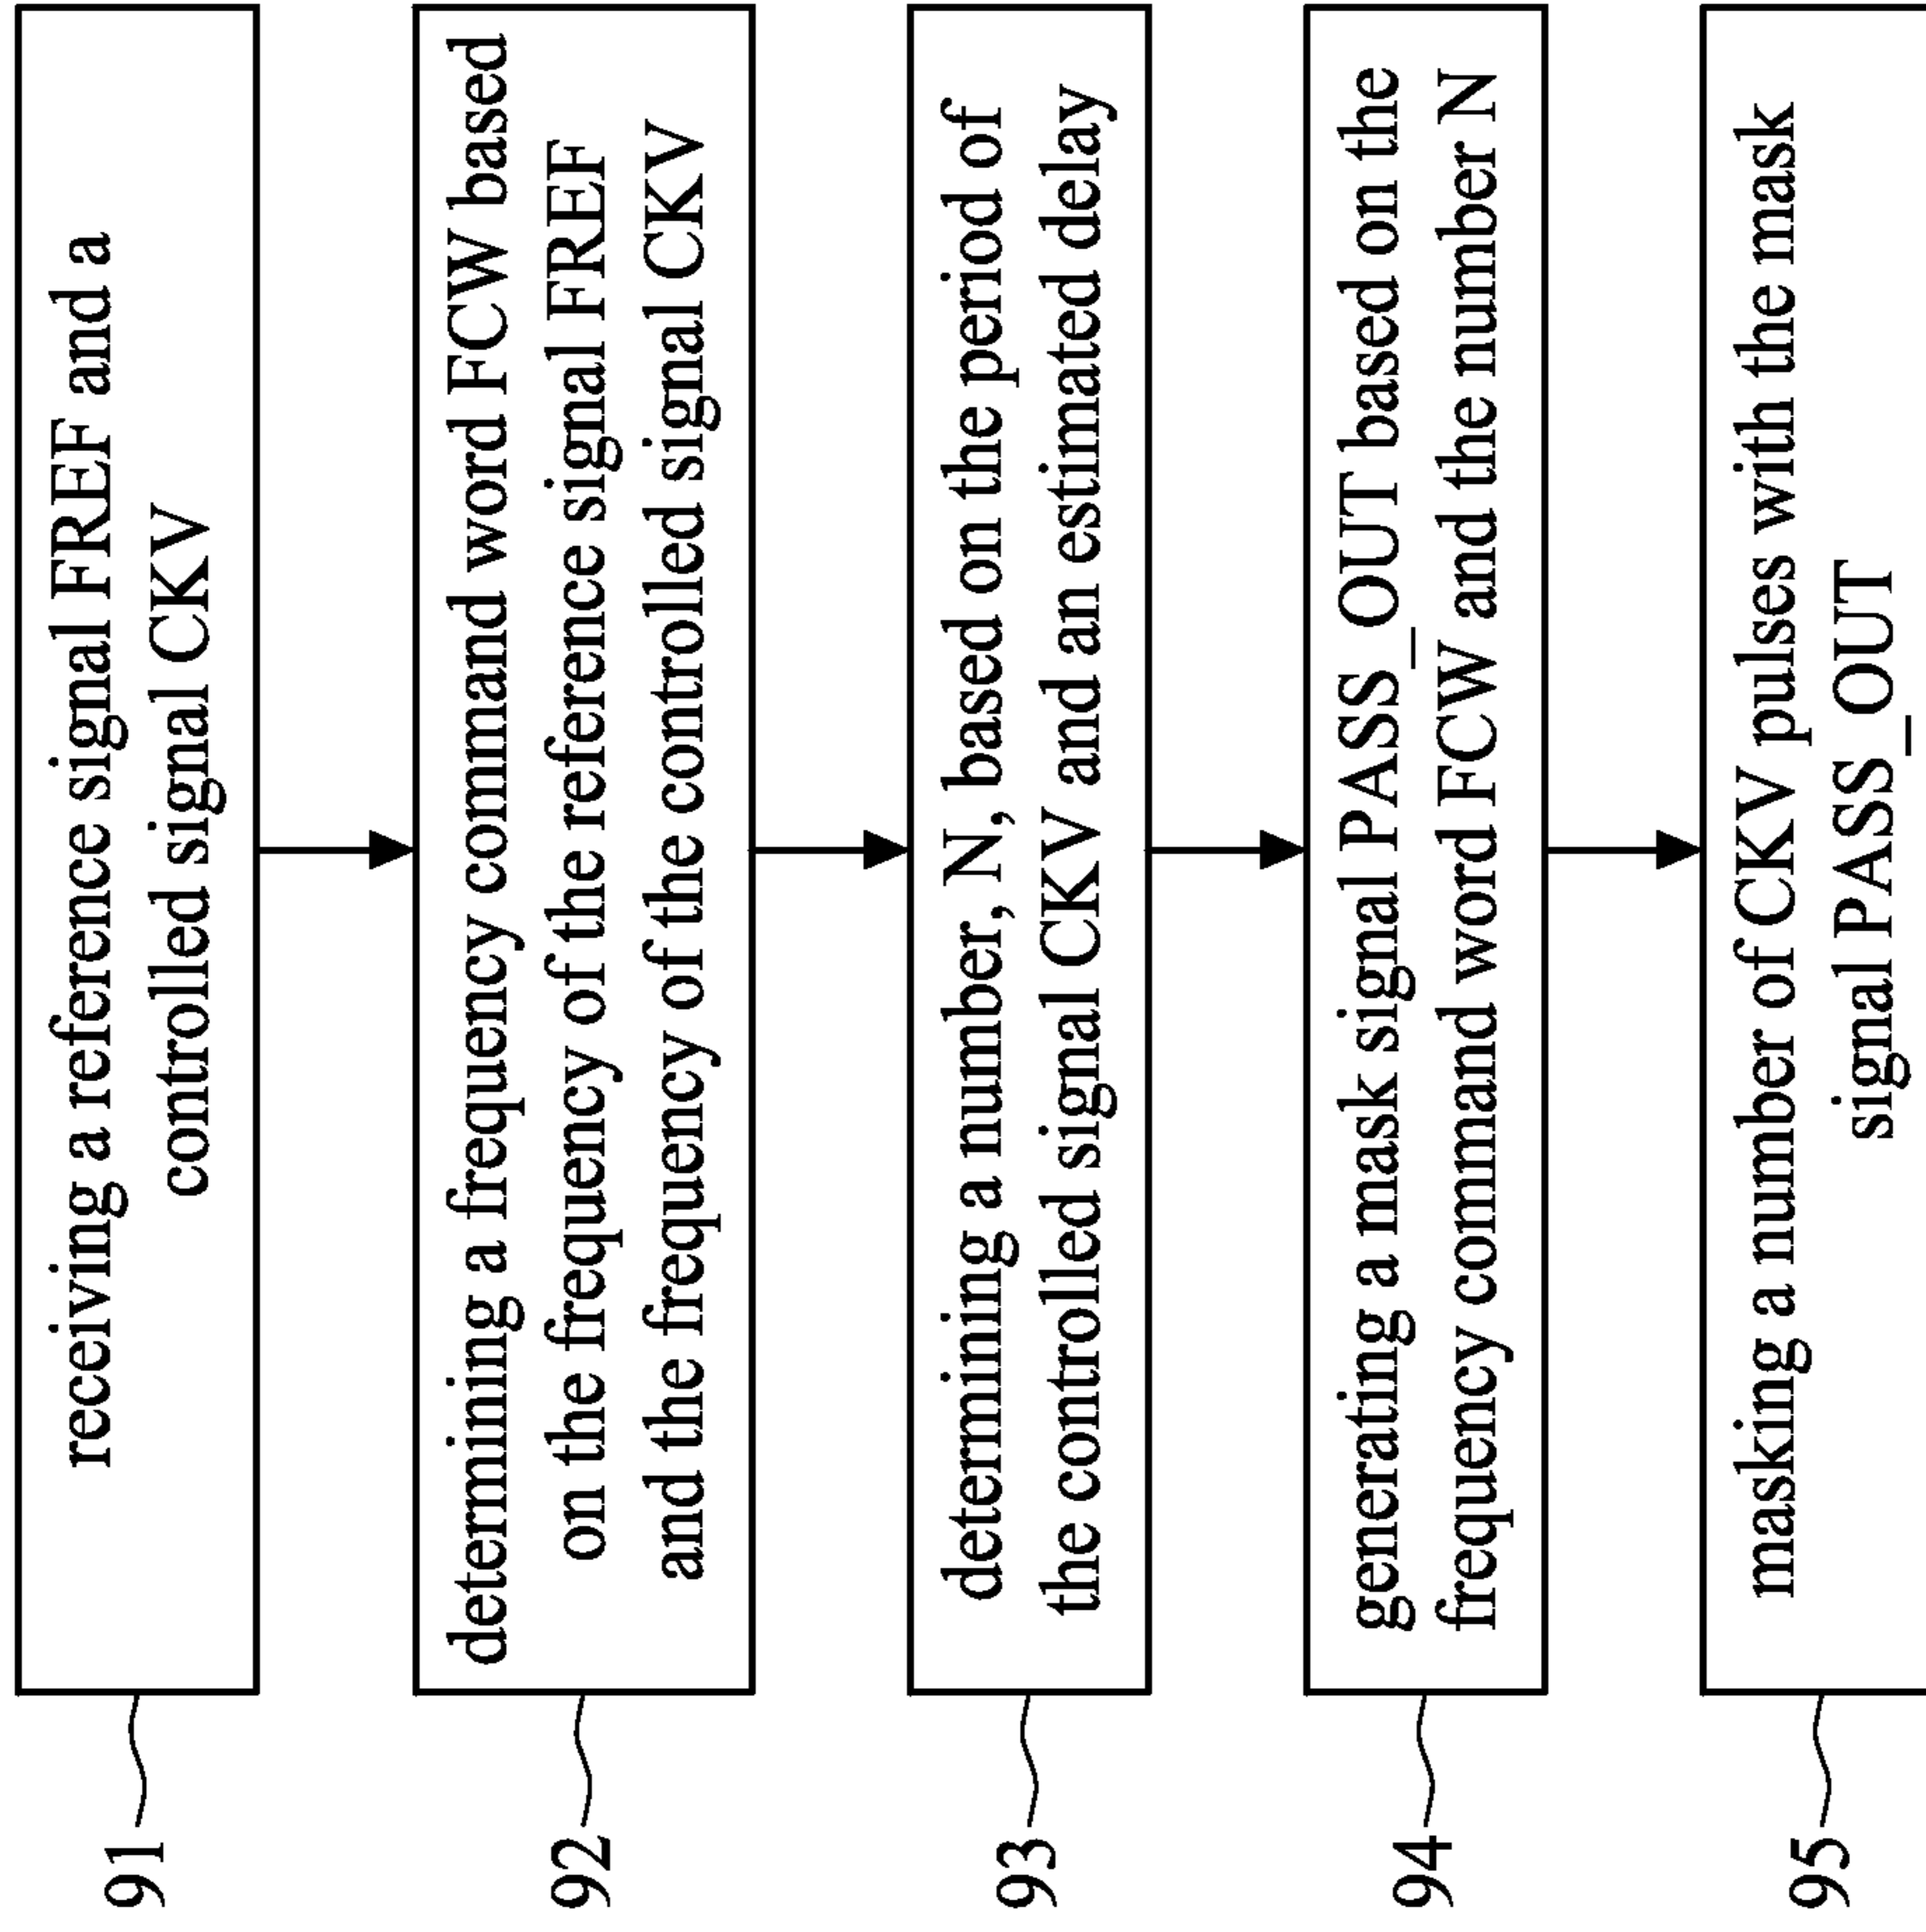 91
receiving a reference signal FREF and a
controlled signal CKV
92
determining a frequency command word FCW based
on the frequency of the reference signal FREF
and the frequency of the controlled signal CKV
93
determining a number, N, based on the period of
the controlled signal CKV and an estimated delay
94
generating a mask signal PASS_OUT based on the
frequency command word FCW and the number N
95
masking a number of CKV pulses with the mask
signal PASS_OUT